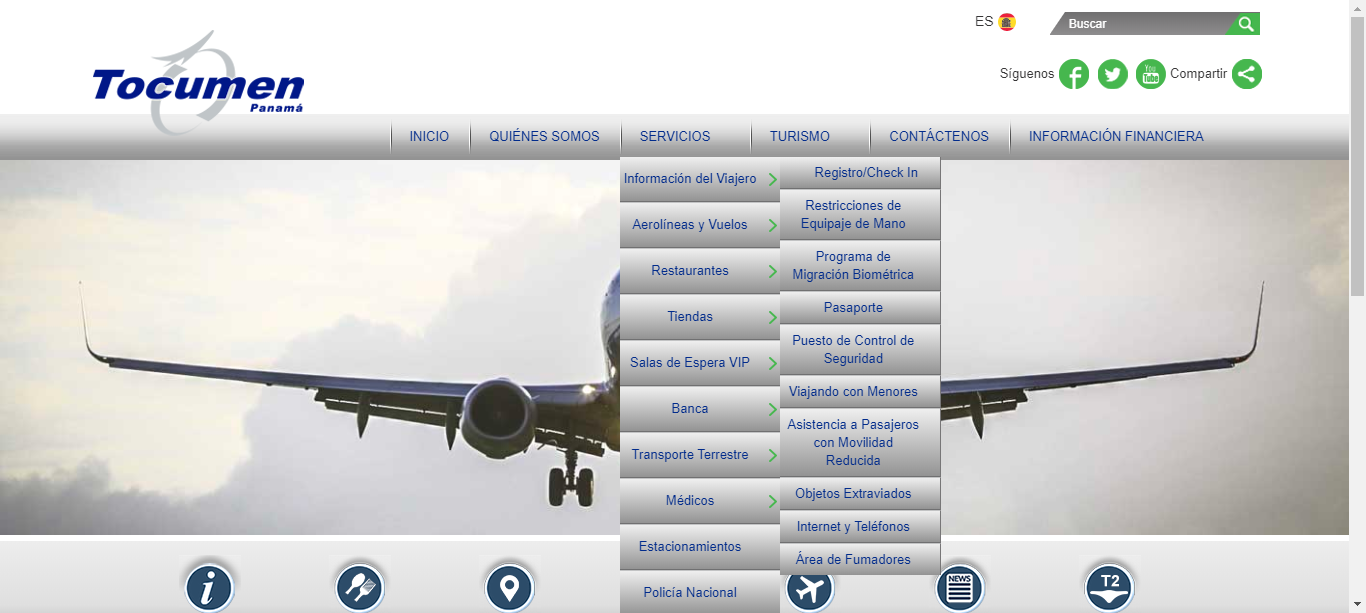 ES
Buscar
Tocumen
Panamá
Síguenos
You
Tube
Compartir
INICIO
QUIÉNES SOMOS
SERVICIOS
TURISMO
CONTÁCTENOS
INFORMACIÓN FINANCIERA
Información del Viajero
Aerolíneas y Vuelos
Restaurantes
Tiendas
Salas de Espera VIP
Banca
Transporte Terrestre
Médicos
Estacionamientos
Policía Nacional
Registro/Check In
Restricciones de
Equipaje de Mano
Programa de
Migración Biométrica
Pasaporte
Puesto de Control de
Seguridad
Viajando con Menores
Asistencia a Pasajeros
con Movilidad
Reducida
Objetos Extraviados
Internet y Teléfonos
Área de Fumadores
i
NEWS
T2